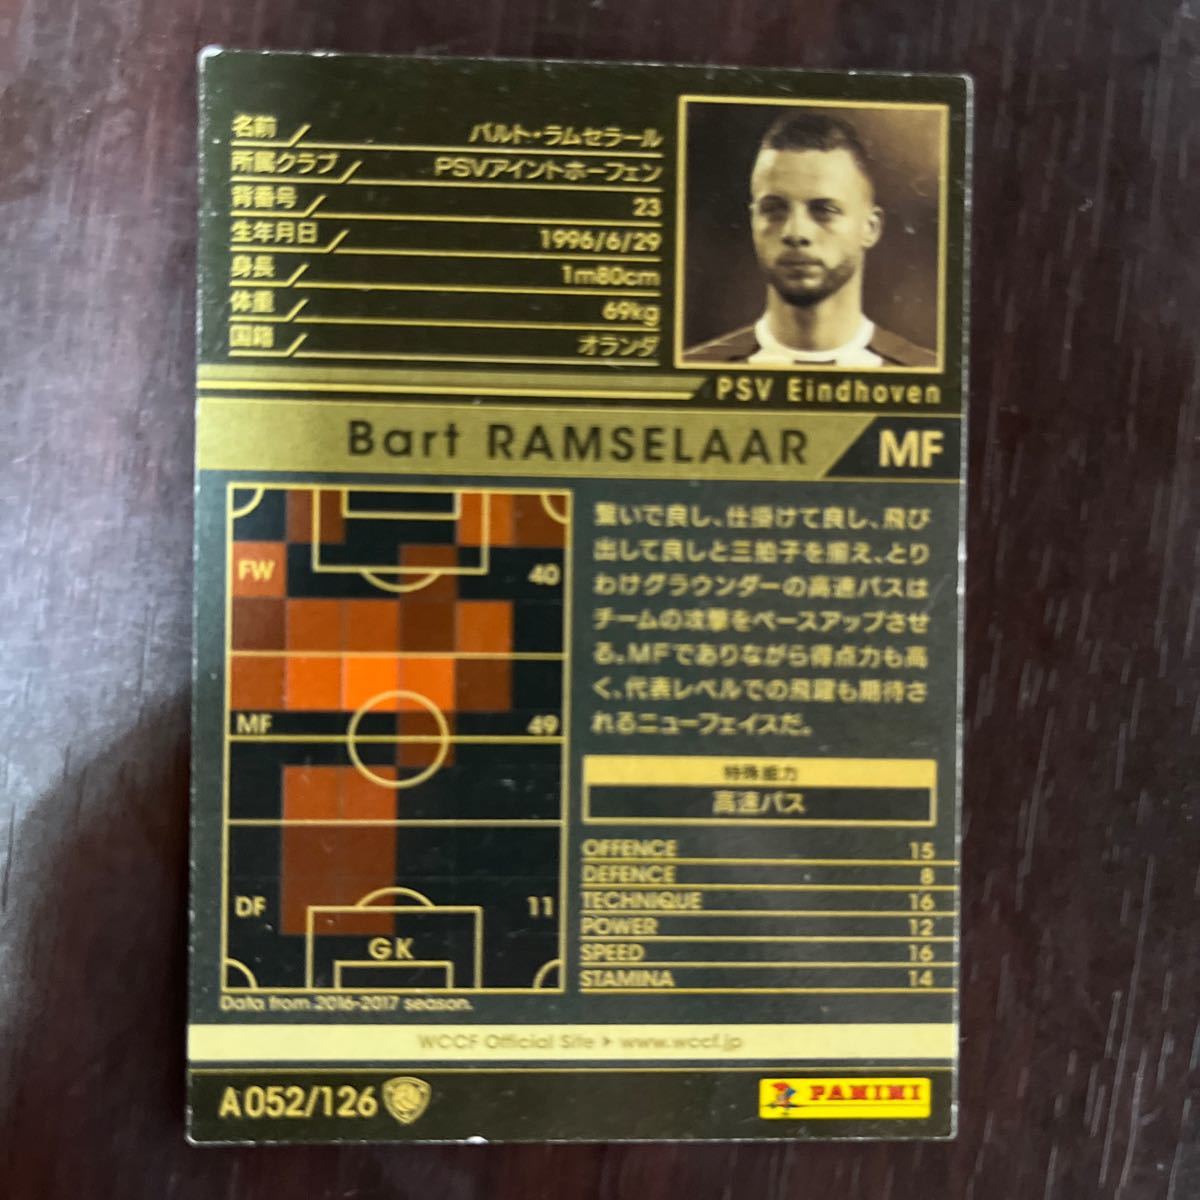 名前 バルト・ラムセラール
所属クラブ PSVアイントホーフェン
背番号 23
生年月日 1996/6/29
身長 1m80cm
体重 69kg
国籍 オランダ
PSV Eindhoven
Bart RAMSELAAR MF
繋いで良し、仕掛けて良し、飛び
出して良しと三拍子を揃え、とり
わけグラウンダーの高速パスは
チームの攻撃をペースアップさせ
る。MFでありながら得点力も高
く、代表レベルでの飛躍も期待さ
れるニューフェイスだ。
FW 40
MF 49
DF 11
GK
Data from 2016-2017 season.
特殊能力
高速パス
OFFENCE 15
DEFENCE 8
TECHNIQUE 16
POWER 12
SPEED 16
STAMINA 14
WCCF Official Site ▶ www.wccf.jp
A052/126
PANINI